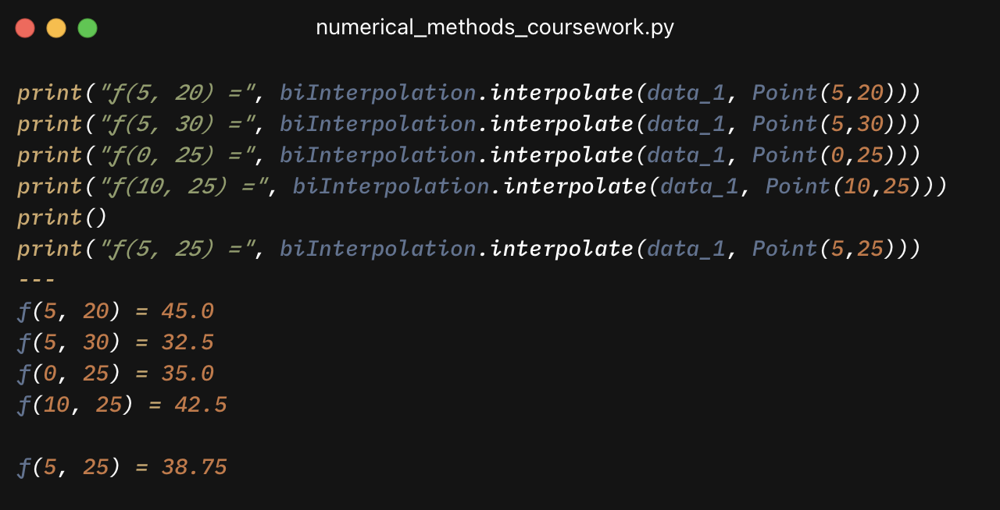 numerical_methods_coursework.py
print("ƒ(5, 20) =", biInterpolation.interpolate(data_1, Point(5,20)))
print("ƒ(5, 30) =", biInterpolation.interpolate(data_1, Point(5,30)))
print("ƒ(0, 25) =", biInterpolation.interpolate(data_1, Point(0,25)))
print("ƒ(10, 25) =", biInterpolation.interpolate(data_1, Point(10,25)))
print()
print("ƒ(5, 25) =", biInterpolation.interpolate(data_1, Point(5,25)))
---
ƒ(5, 20) = 45.0
ƒ(5, 30) = 32.5
ƒ(0, 25) = 35.0
ƒ(10, 25) = 42.5
ƒ(5, 25) = 38.75